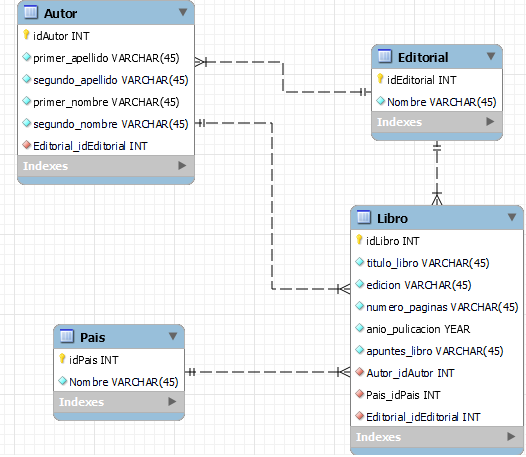 Autor
idAutor INT
primer_apellido VARCHAR(45)
segundo_apellido VARCHAR(45)
primer_nombre VARCHAR(45)
segundo_nombre VARCHAR(45)
Editorial_idEditorial INT
Indexes
Editorial
idEditorial INT
Nombre VARCHAR(45)
Indexes
Libro
idLibro INT
titulo_libro VARCHAR(45)
edicion VARCHAR(45)
numero_paginas VARCHAR(45)
anio_pulicacion YEAR
apuntes_libro VARCHAR(45)
Autor_idAutor INT
Pais_idPais INT
Editorial_idEditorial INT
Indexes
Pais
idPais INT
Nombre VARCHAR(45)
Indexes